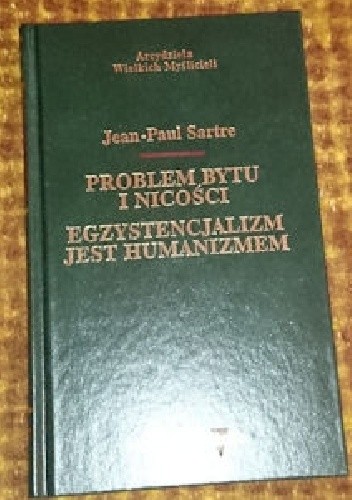 Arcydzieła
Wielkich Myślicieli
Jean-Paul Sartre
PROBLEM BYTU
I NICOŚCI
EGZYSTENCJALIZM
JEST HUMANIZMEM